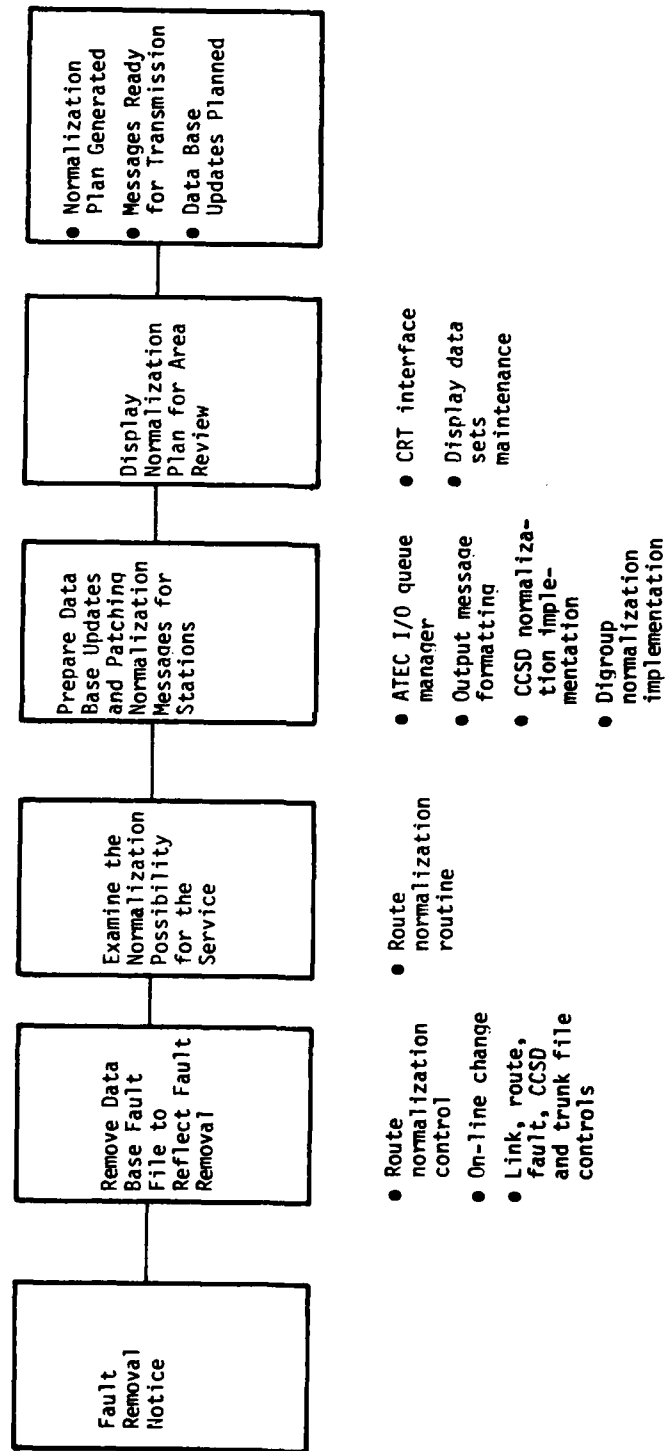 Fault
Removal
Notice
Remove Data
Base Fault
File to
Reflect Fault
Removal
● Route
normalization
control
● On-line change
● Link, route,
fault, CCSD
and trunk file
controls
Examine the
Normalization
Possibility
for the
Service
● Route
normalization
routine
Prepare Data
Base Updates
and Patching
Normalization
Messages for
Stations
● ATEC I/O queue
manager
● Output message
formatting
● CCSD normaliza-
tion imple-
mentation
● Digroup
normalization
implementation
Display
Normalization
Plan for Area
Review
● CRT interface
● Display data
sets
maintenance
● Normalization
Plan Generated
● Messages Ready
for Transmission
● Data Base
Updates Planned